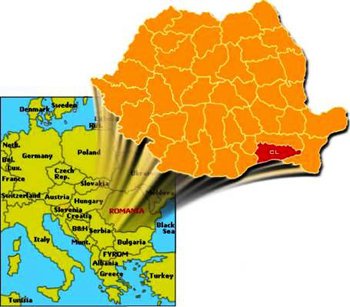 CL
Denmark
Sweden
Neth.
Bel.
Lux.
Germany
Poland
France
Czech
Rep.
Slovakia
Switzerland
Austria
Hungary
Slovenia
Croatia
ROMANIA
B&H
Serbia
Italy
Munt.
Bulgaria
Black
Sea
FYROM
Albania
Greece
Turkey
Tunisia